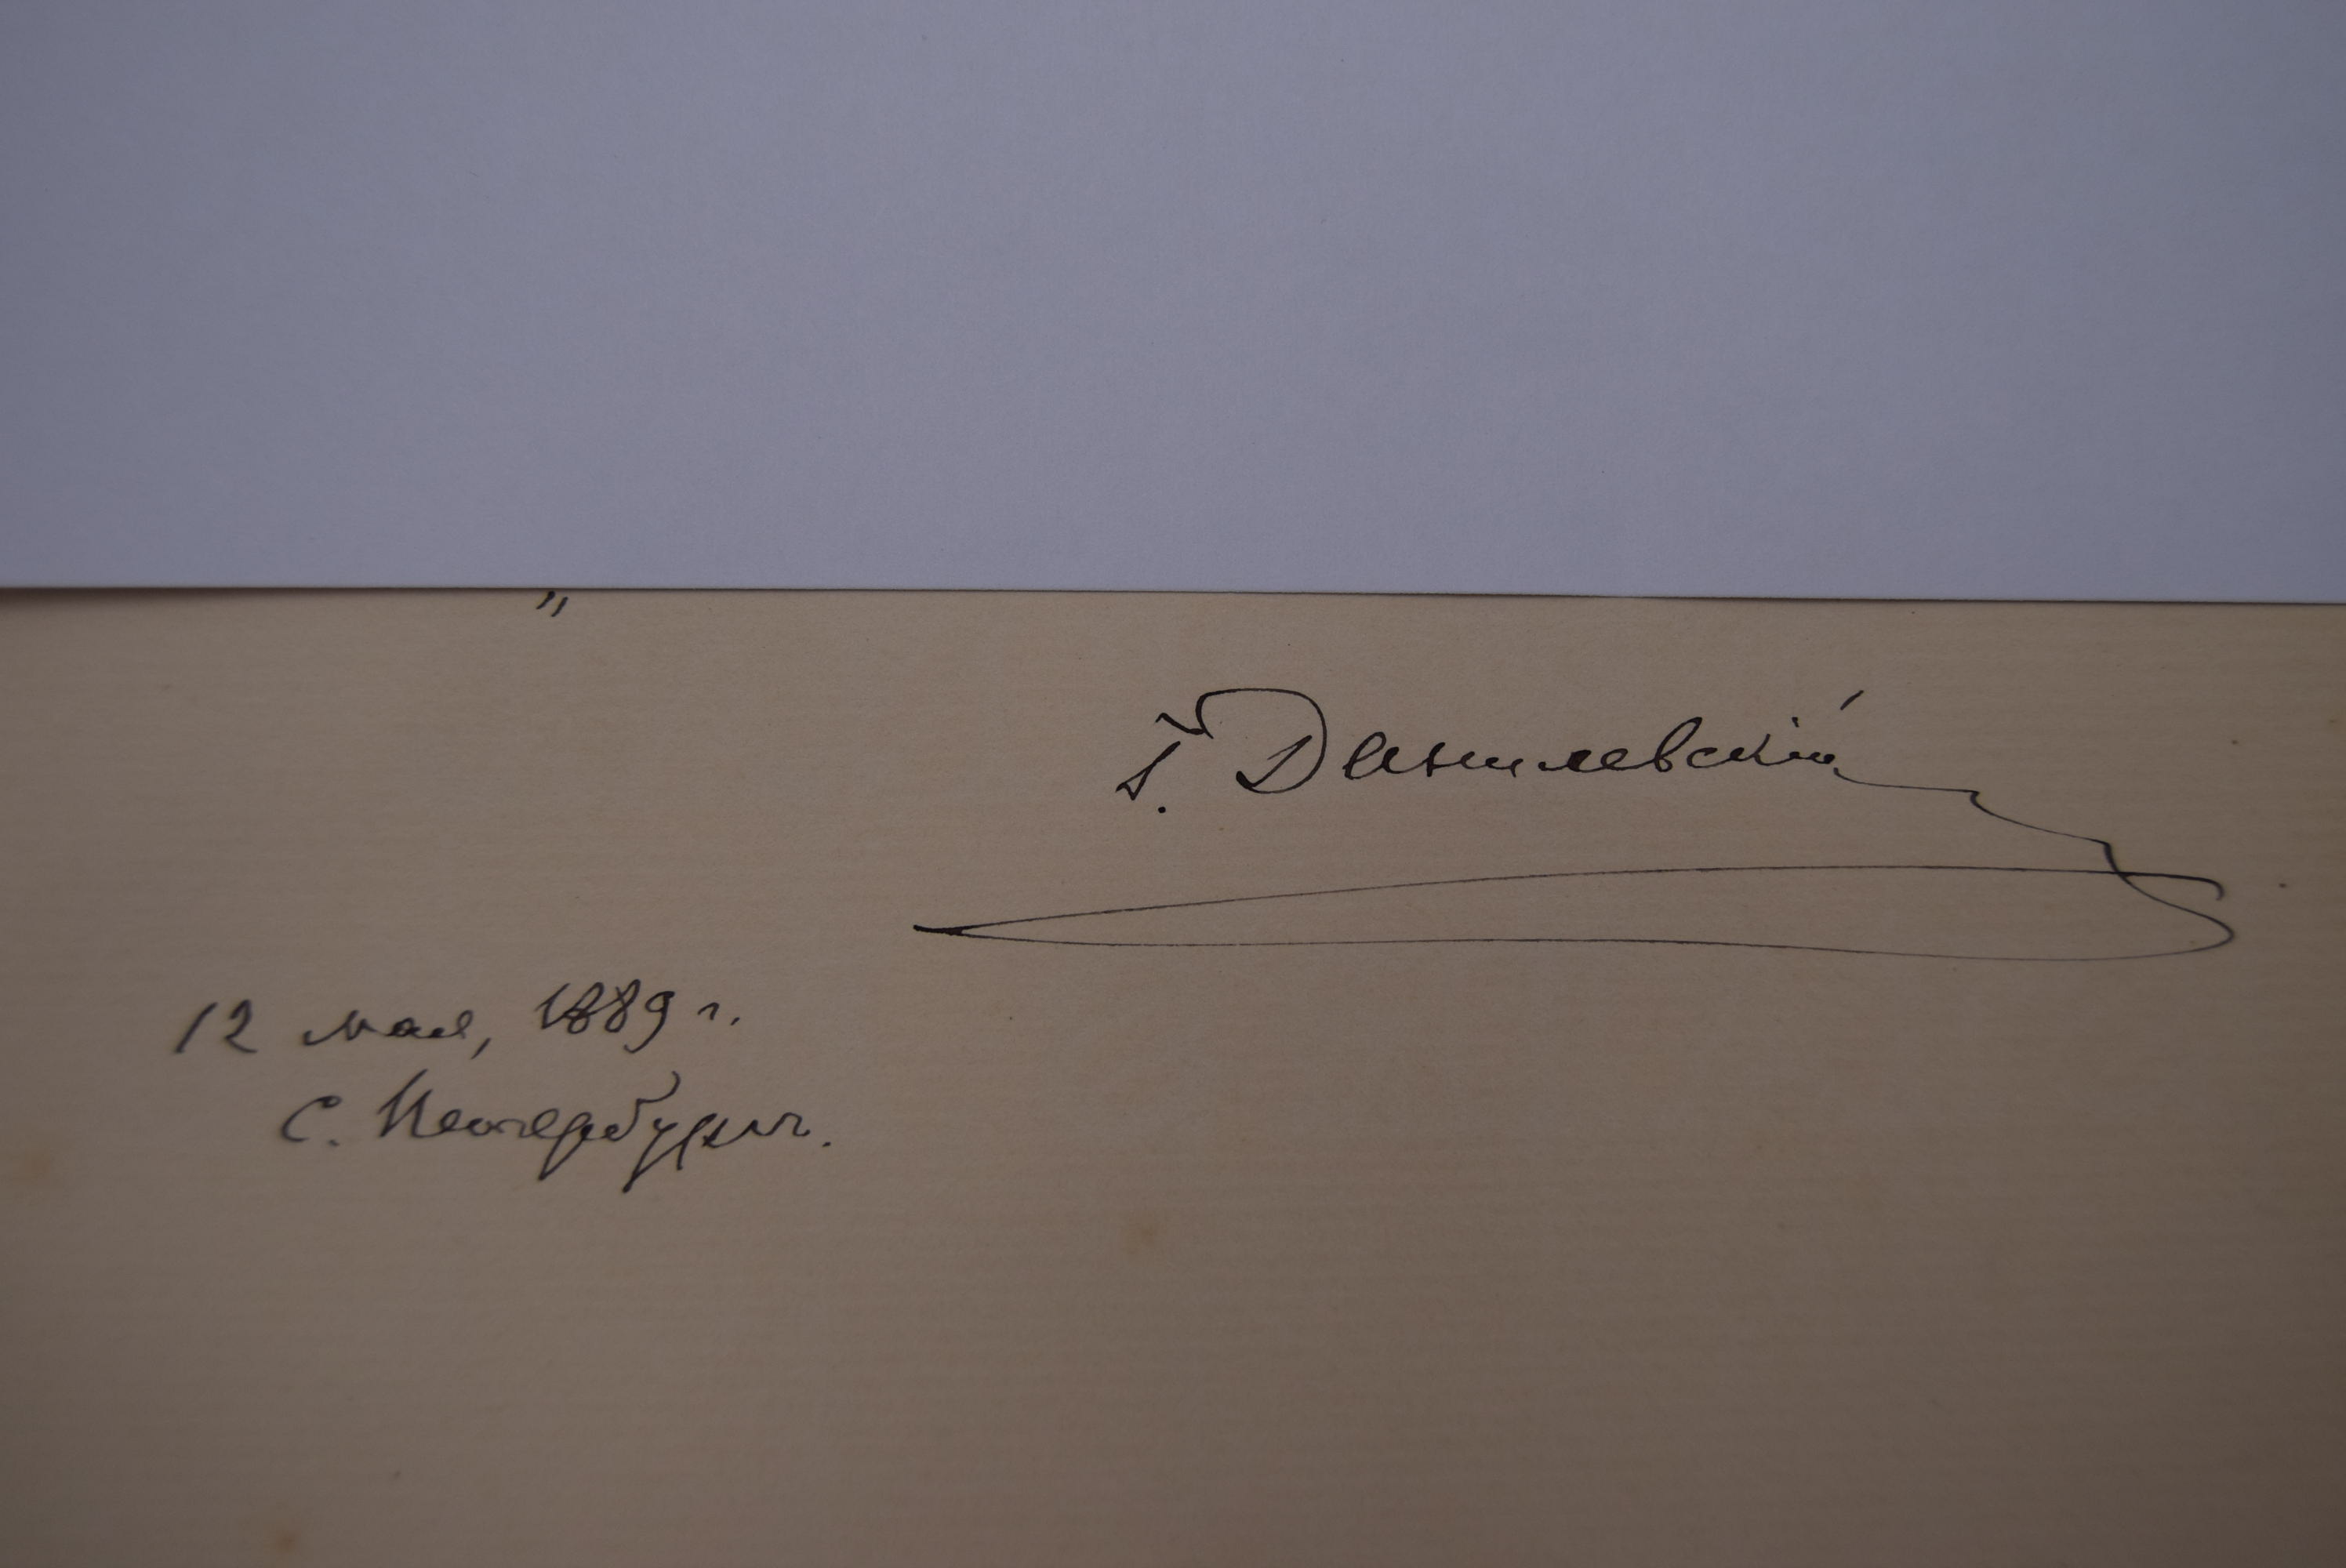 "
Г. Данилевскій
12 мая, 1889 г.
С. Петербургъ.